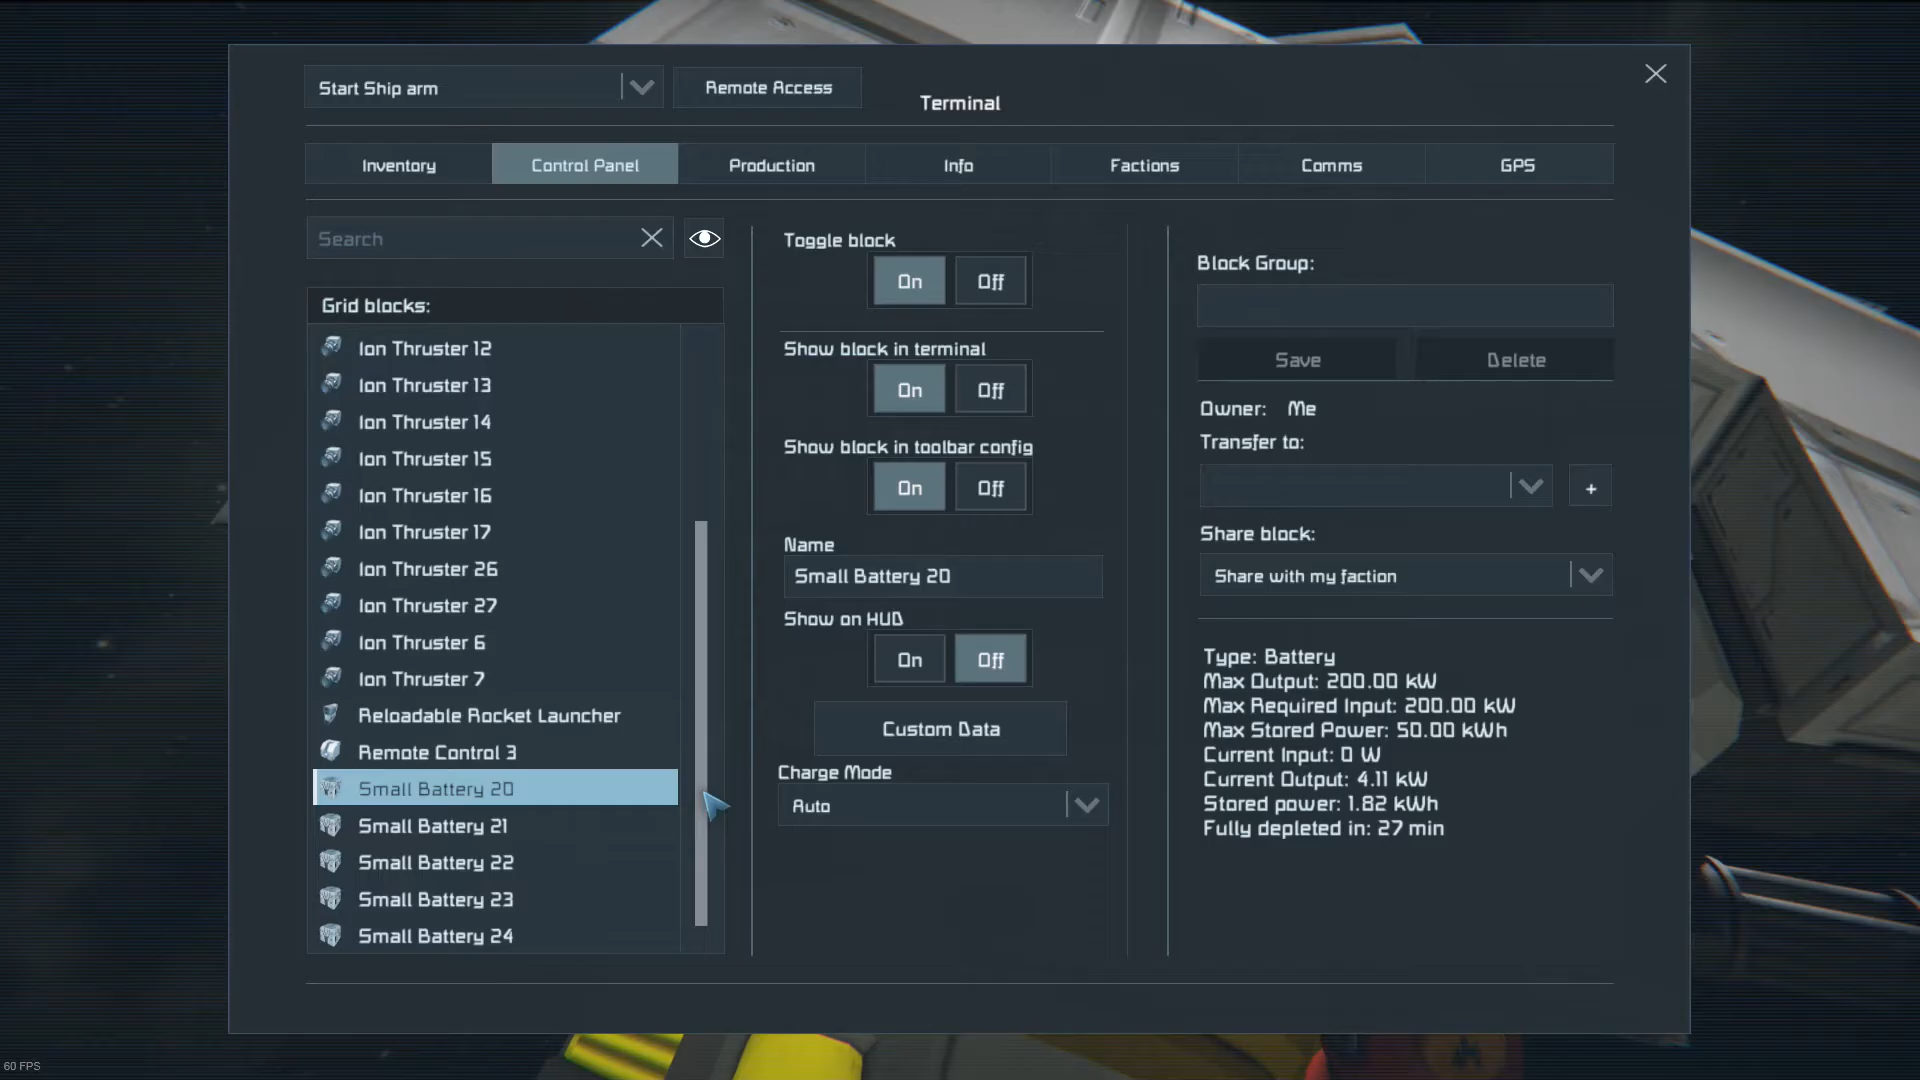 Start Ship arm
Remote Access
Terminal
Inventory
Control Panel
Production
Info
Factions
Comms
GPS
Search
Grid blocks:
Ion Thruster 12
Ion Thruster 13
Ion Thruster 14
Ion Thruster 15
Ion Thruster 16
Ion Thruster 17
Ion Thruster 26
Ion Thruster 27
Ion Thruster 6
Ion Thruster 7
Reloadable Rocket Launcher
Remote Control 3
Small Battery 20
Small Battery 21
Small Battery 22
Small Battery 23
Small Battery 24
Toggle block
On Off
Show block in terminal
On Off
Show block in toolbar config
On Off
Name
Small Battery 20
Show on HUD
On Off
Custom Data
Charge Mode
Auto
Block Group:
Save Delete
Owner: Me
Transfer to:
+
Share block:
Share with my faction
Type: Battery
Max Output: 200.00 kW
Max Required Input: 200.00 kW
Max Stored Power: 50.00 kWh
Current Input: 0 W
Current Output: 4.11 kW
Stored power: 1.82 kWh
Fully depleted in: 27 min
60 FPS